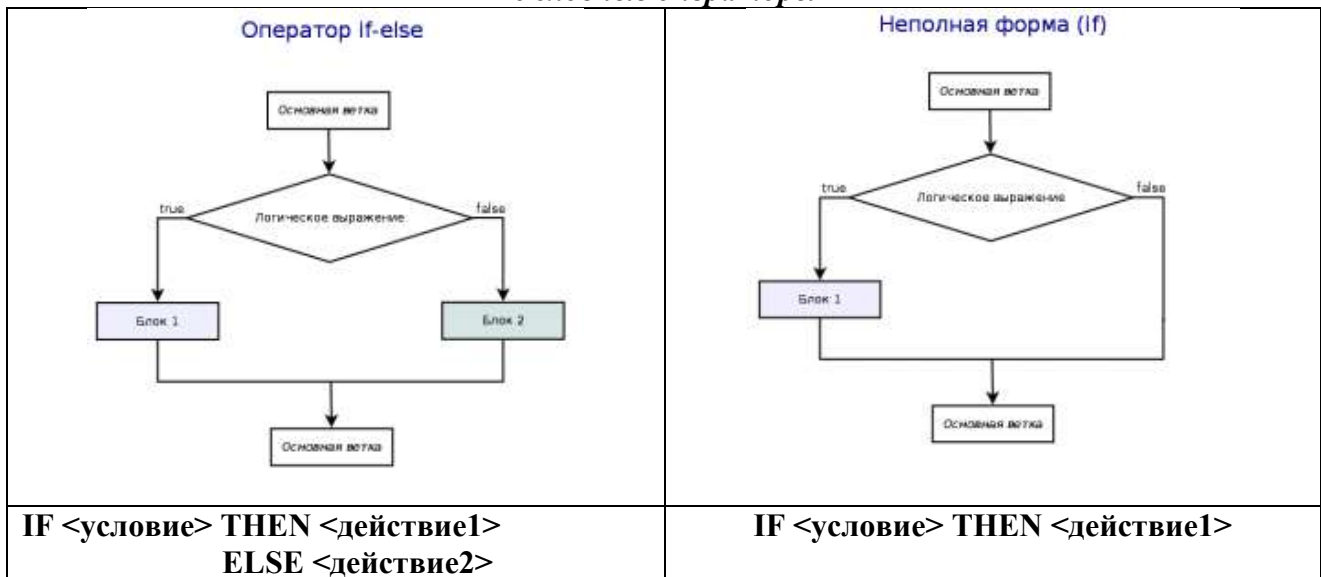 Оператор if-else
Основная ветка
true
Логическое выражение
false
Блок 1
Блок 2
Основная ветка
IF <условие> THEN <действие1>
ELSE <действие2>
Неполная форма (if)
Основная ветка
true
Логическое выражение
false
Блок 1
Основная ветка
IF <условие> THEN <действие1>